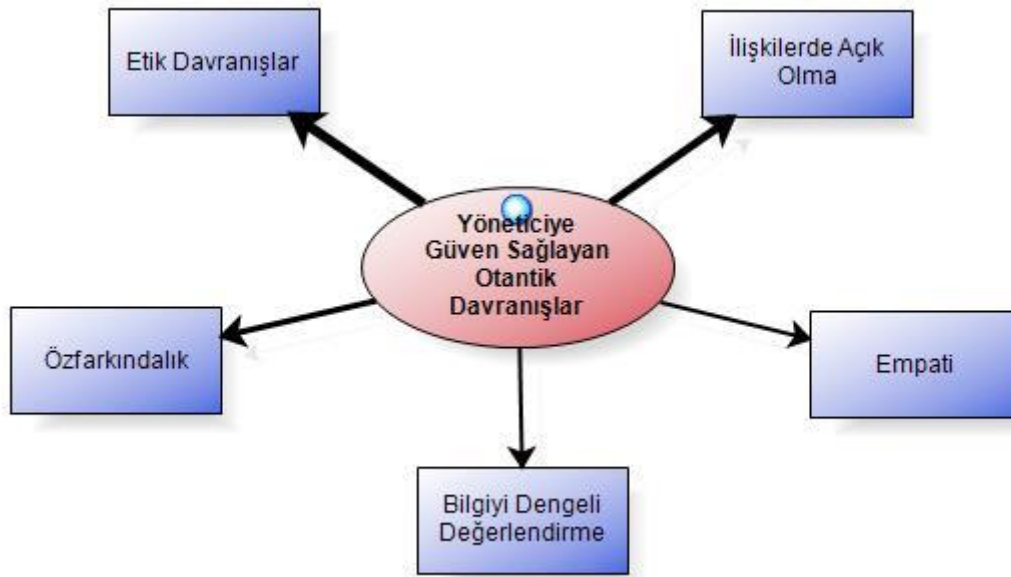 Etik Davranışlar
İlişkilerde Açık
Olma
Yöneticiye
Güven Sağlayan
Otantik
Davranışlar
Özfarkındalık
Empati
Bilgiyi Dengeli
Değerlendirme